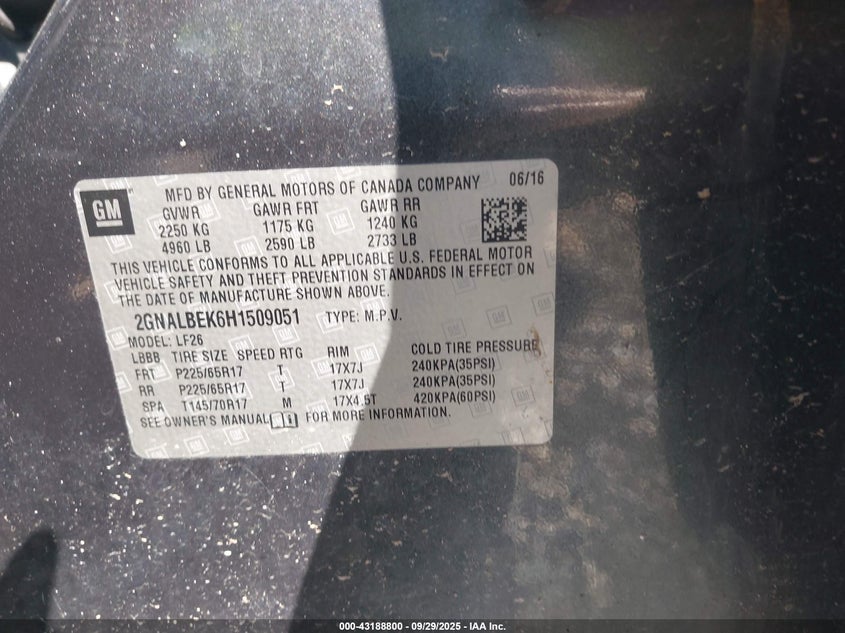 GM
MFD BY GENERAL MOTORS OF CANADA COMPANY 06/16
GVWR GAWR FRT GAWR RR
2250 KG 1175 KG 1240 KG
4960 LB 2590 LB 2733 LB
THIS VEHICLE CONFORMS TO ALL APPLICABLE U.S. FEDERAL MOTOR
VEHICLE SAFETY AND THEFT PREVENTION STANDARDS IN EFFECT ON
THE DATE OF MANUFACTURE SHOWN ABOVE.
2GNALBEK6H1509051 TYPE: M.P.V.
MODEL: LF26
LBBB TIRE SIZE SPEED RTG RIM COLD TIRE PRESSURE
FRT P225/65R17 T 17X7J 240KPA(35PSI)
RR P225/65R17 T 17X7J 240KPA(35PSI)
SPA T145/70R17 M 17X4.5T 420KPA(60PSI)
SEE OWNER'S MANUAL FOR MORE INFORMATION.
000-43188800 - 09/29/2025 - IAA Inc.